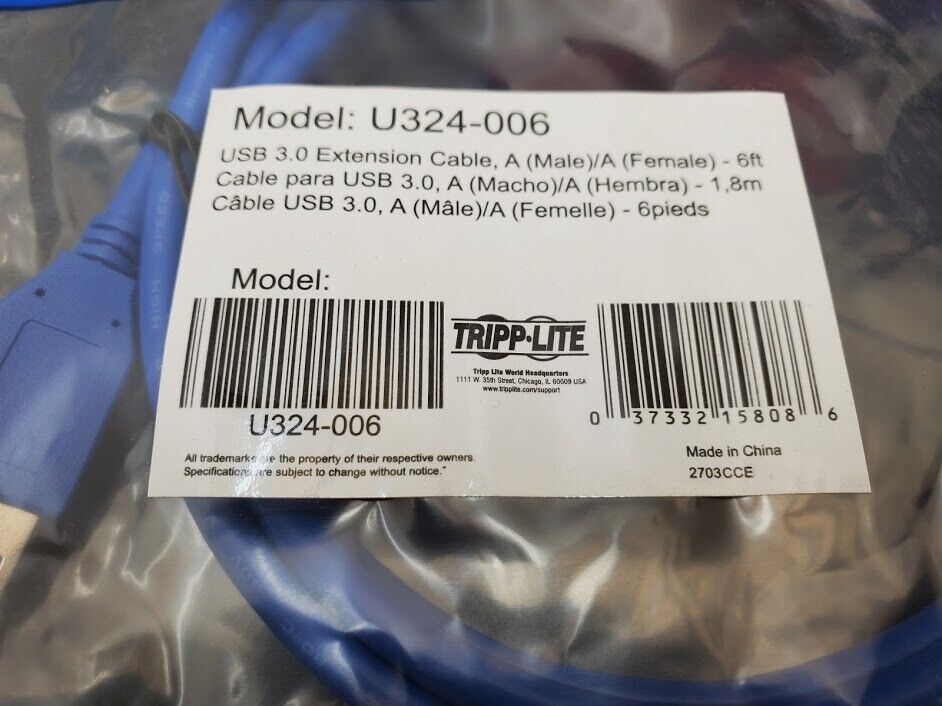 Model: U324-006
USB 3.0 Extension Cable, A (Male)/A (Female) - 6ft
Cable para USB 3.0, A (Macho)/A (Hembra) - 1,8m
Câble USB 3.0, A (Mâle)/A (Femelle) - 6pieds
Model:
U324-006
TRIPP·LITE
Tripp Lite World Headquarters
1111 W. 35th Street, Chicago, IL 60609 USA
www.tripplite.com/support
0 37332 15808 6
All trademarks are the property of their respective owners.
Specifications are subject to change without notice."
Made in China
2703CCE
HIGH SPEED